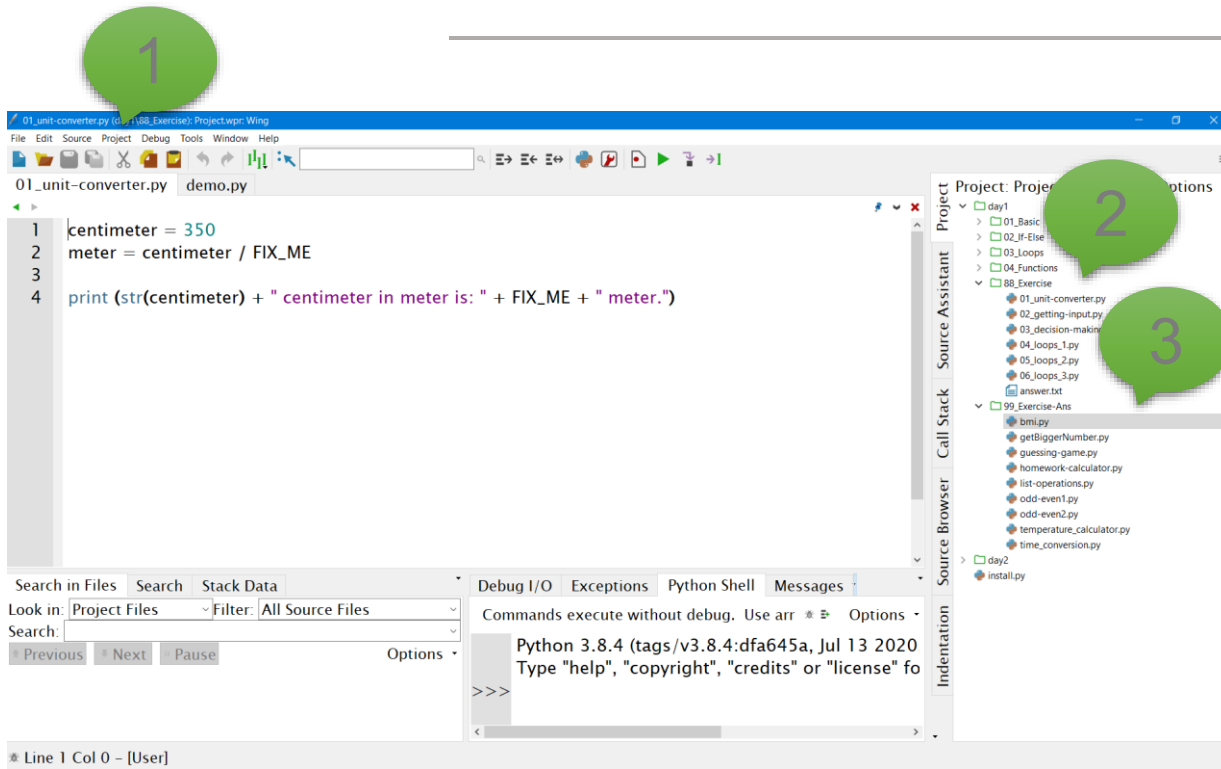 1
01_unit-converter.py (day1\88_Exercise): Project.wpr: Wing
File Edit Source Project Debug Tools Window Help
01_unit-converter.py demo.py
1 centimeter = 350
2 meter = centimeter / FIX_ME
3
4 print (str(centimeter) + " centimeter in meter is: " + FIX_ME + " meter.")
Search in Files Search Stack Data
Look in: Project Files Filter: All Source Files
Search:
Previous Next Pause Options
Debug I/O Exceptions Python Shell Messages
Commands execute without debug. Use arr Options
Python 3.8.4 (tags/v3.8.4:dfa645a, Jul 13 2020
Type "help", "copyright", "credits" or "license" fo
>>>
Project
Source Assistant
Call Stack
Source Browser
Indentation
Project: ptions
2
day1
01_Basic
02_If-Else
03_Loops
04_Functions
88_Exercise
01_unit-converter.py
02_getting-input.py
03_decision-makin
3
04_loops_1.py
05_loops_2.py
06_loops_3.py
answer.txt
99_Exercise-Ans
bmi.py
getBiggerNumber.py
guessing-game.py
homework-calculator.py
list-operations.py
odd-even1.py
odd-even2.py
temperature_calculator.py
time_conversion.py
day2
install.py
Line 1 Col 0 – [User]